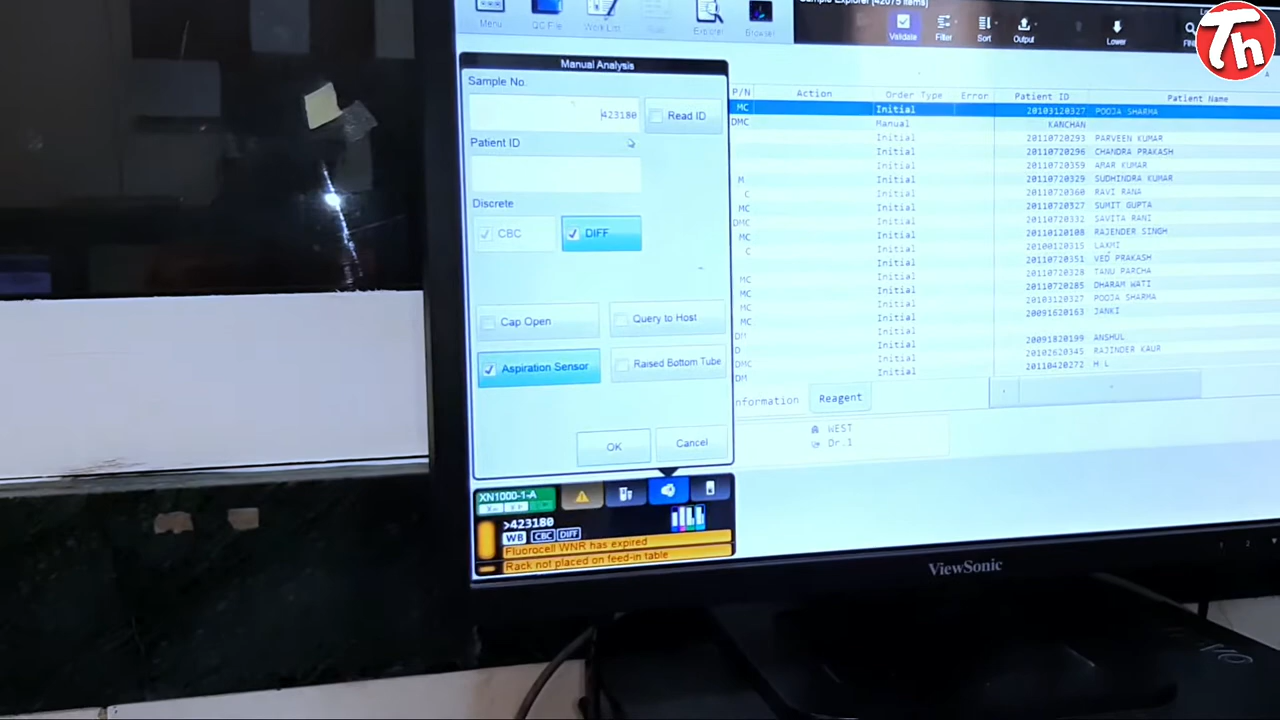 Th
Menu
QC File
Work List
Explorer
Browser
Sample Explorer (42075 items)
Validate
Filter
Sort
Output
Lower
Manual Analysis
Sample No.
423180
Read ID
Patient ID
Discrete
CBC
DIFF
Cap Open
Query to Host
Aspiration Sensor
Raised Bottom Tube
OK
Cancel
P/N Action Order Type Error Patient ID Patient Name
MC Initial 20103120327 POOJA SHARMA
DMC Manual KANCHAN
Initial 20110720293 PARVEEN KUMAR
Initial 20110720296 CHANDRA PRAKASH
Initial 20110720359 AMAR KUMAR
M Initial 20110720329 SUDHINDRA KUMAR
C Initial 20110720360 RAVI RANA
MC Initial 20110720327 SUMIT GUPTA
DMC Initial 20110720332 SAVITA RANI
MC Initial 20110120108 RAJENDER SINGH
C Initial 20100120315 LAXMI
Initial 20110720351 VED PRAKASH
MC Initial 20110720328 TANU PARCHA
MC Initial 20110720285 DHARAM WATI
MC Initial 20103120327 POOJA SHARMA
MC Initial 20091620163 JANKI
DM Initial
D Initial 20091820199 ANSHUL
DMC Initial 20102620345 RAJINDER KAUR
DM Initial 20110420272 H L
Reagent
WEST
Dr.1
XN1000-1-A
>423180
WB CBC DIFF
Fluorocell WNR has expired
Rack not placed on feed-in table
ViewSonic